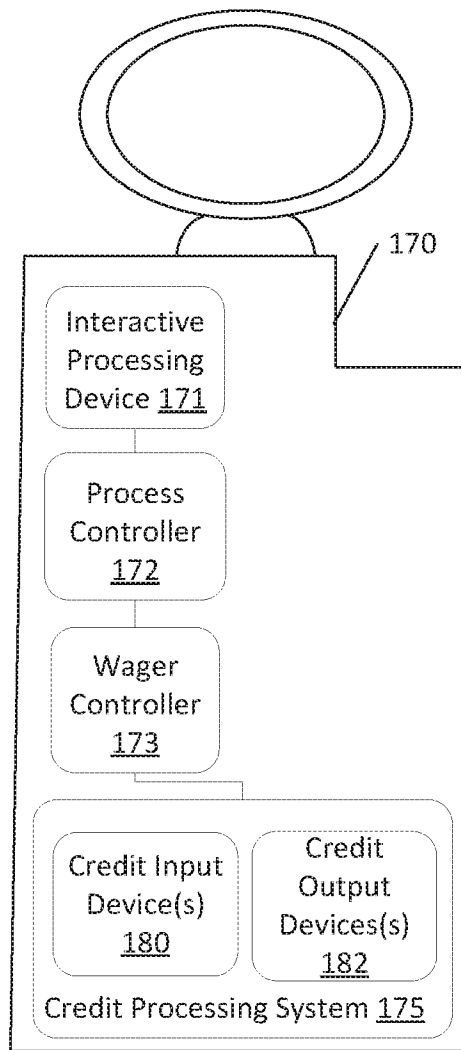 170
Interactive
Processing
Device 171
Process
Controller
172
Wager
Controller
173
Credit Input
Device(s)
180
Credit
Output
Devices(s)
182
Credit Processing System 175